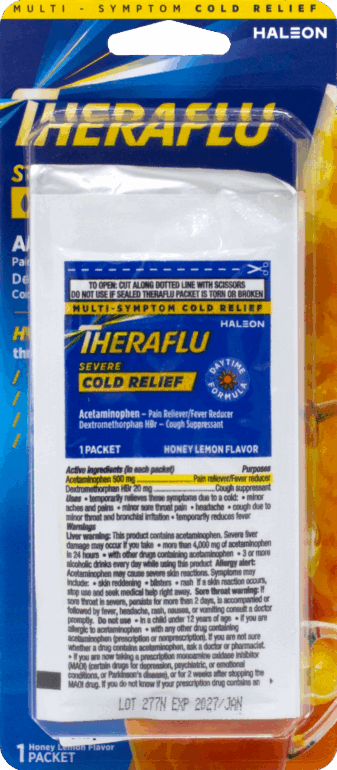 MULTI - SYMPTOM COLD RELIEF
HALEON
THERAFLU
TO OPEN: CUT ALONG DOTTED LINE WITH SCISSORS
DO NOT USE IF SEALED THERAFLU PACKET IS TORN OR BROKEN
MULTI-SYMPTOM COLD RELIEF
HALEON
THERAFLU
SEVERE
COLD RELIEF
DAYTIME FORMULA
Acetaminophen – Pain Reliever/Fever Reducer
Dextromethorphan HBr – Cough Suppressant
1 PACKET HONEY LEMON FLAVOR
Active ingredients (in each packet) Purposes
Acetaminophen 500 mg Pain reliever/Fever reducer
Dextromethorphan HBr 20 mg Cough suppressant
Uses • temporarily relieves these symptoms due to a cold: • minor
aches and pains • minor sore throat pain • headache • cough due to
minor throat and bronchial irritation • temporarily reduces fever
Warnings
Liver warning: This product contains acetaminophen. Severe liver
damage may occur if you take • more than 4,000 mg of acetaminophen
in 24 hours • with other drugs containing acetaminophen • 3 or more
alcoholic drinks every day while using this product Allergy alert:
Acetaminophen may cause severe skin reactions. Symptoms may
include: • skin reddening • blisters • rash If a skin reaction occurs,
stop use and seek medical help right away. Sore throat warning: If
sore throat is severe, persists for more than 2 days, is accompanied or
followed by fever, headache, rash, nausea, or vomiting consult a doctor
promptly. Do not use • in a child under 12 years of age • if you are
allergic to acetaminophen • with any other drug containing
acetaminophen (prescription or nonprescription). If you are not sure
whether a drug contains acetaminophen, ask a doctor or pharmacist.
• If you are now taking a prescription monoamine oxidase inhibitor
(MAOI) (certain drugs for depression, psychiatric, or emotional
conditions, or Parkinson's disease), or for 2 weeks after stopping the
MAOI drug. If you do not know if your prescription drug contains an
LOT 277N EXP 2027/JAN
Honey Lemon Flavor
1 PACKET